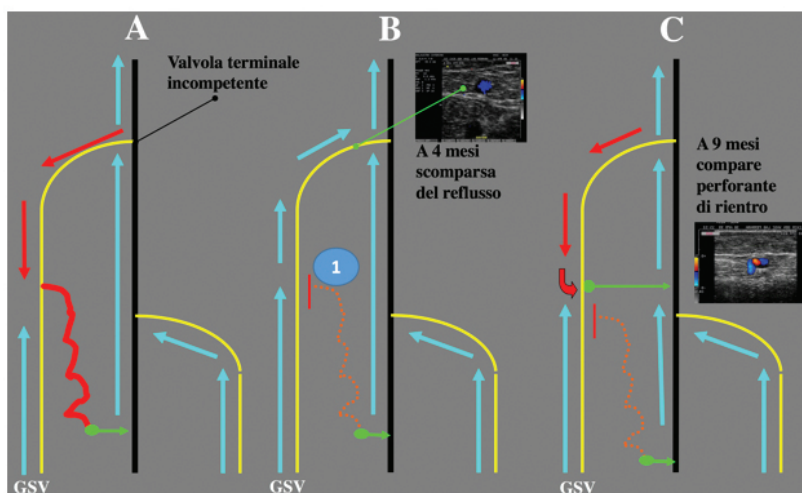 A
B
C
Valvola terminale
incompetente
A 4 mesi
scomparsa
del reflusso
A 9 mesi
compare
perforante
di rientro
1
GSV
GSV
GSV